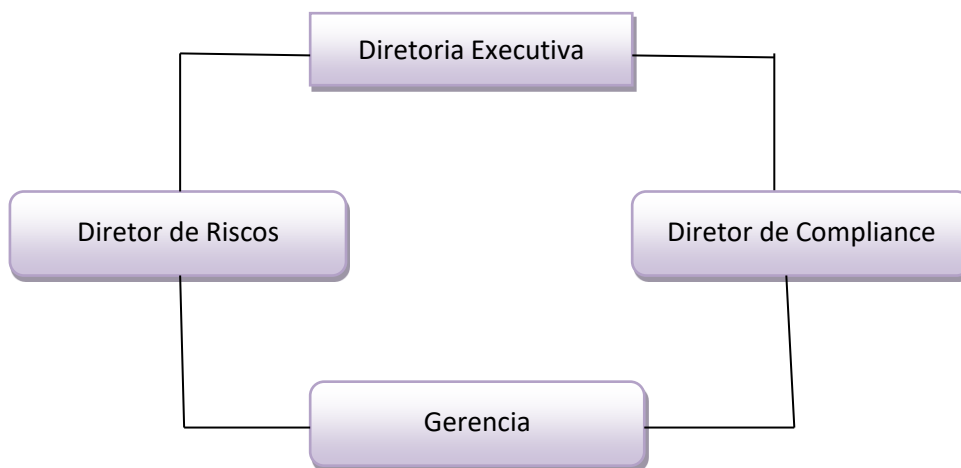 Diretoria Executiva
Diretor de Riscos
Diretor de Compliance
Gerencia